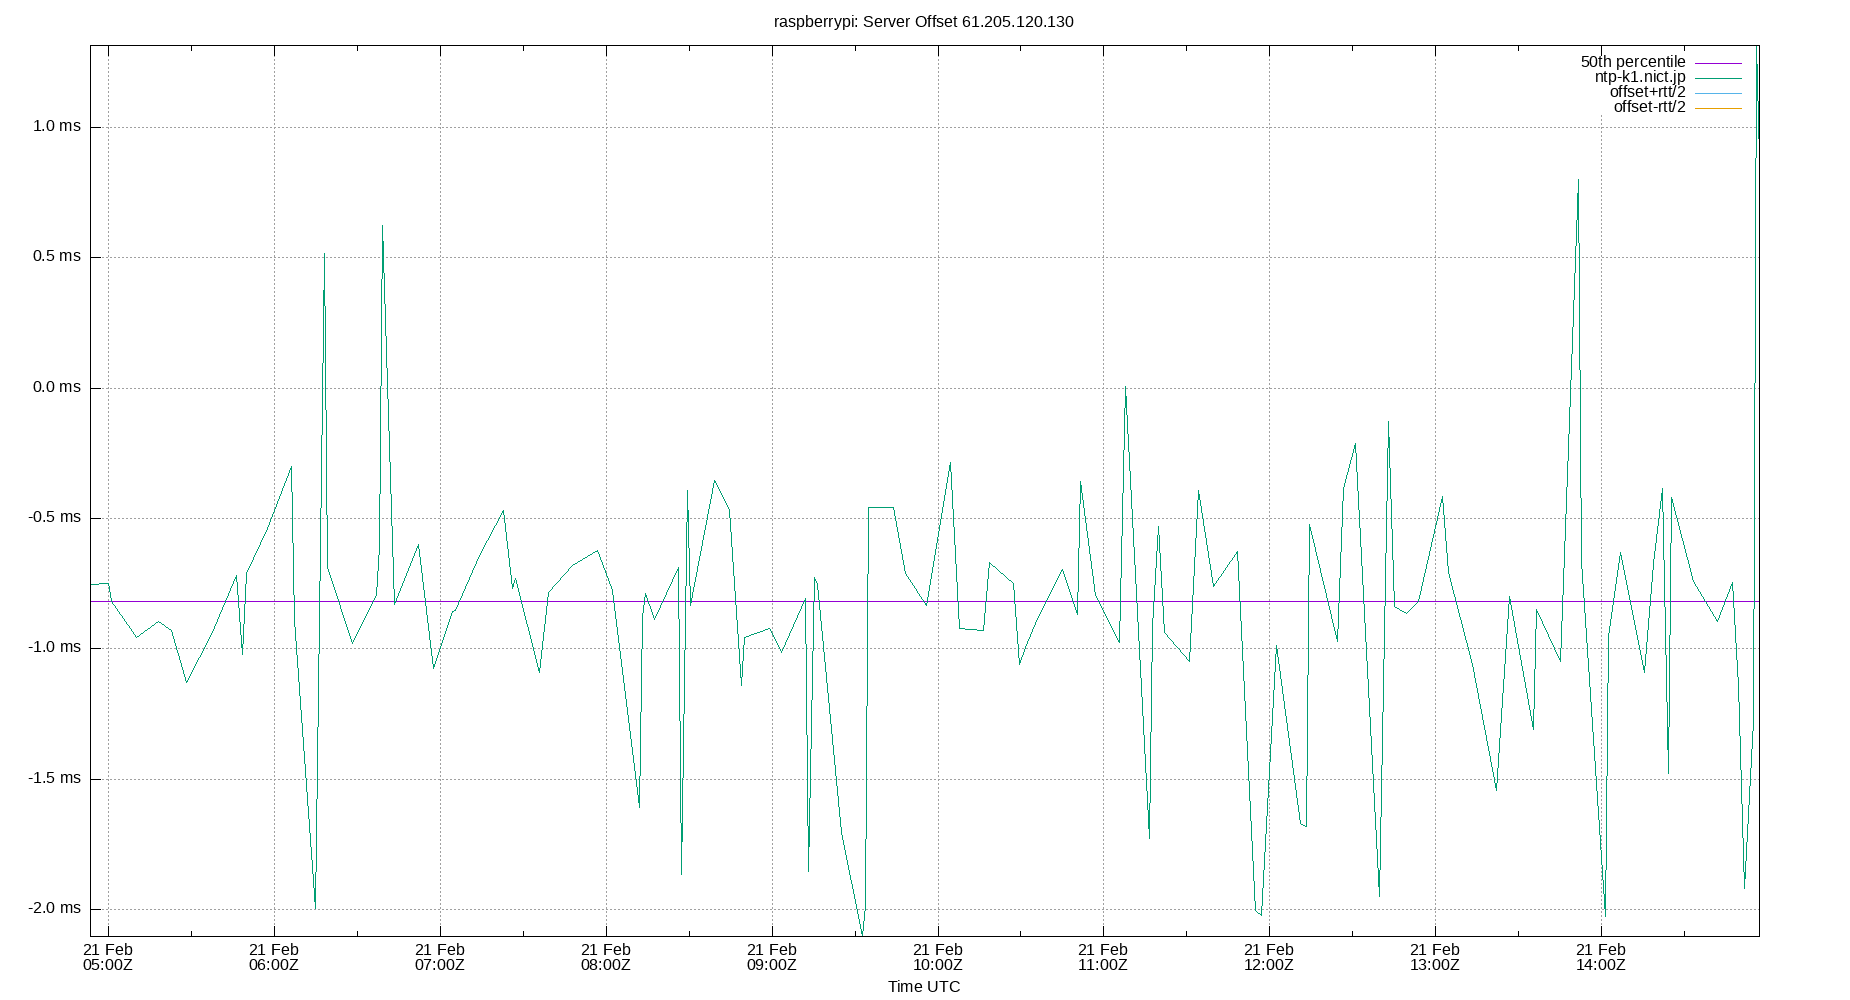 raspberrypi: Server Offset 61.205.120.130
50th percentile
ntp-k1.nict.jp
offset+rtt/2
offset-rtt/2
1.0 ms
0.5 ms
0.0 ms
-0.5 ms
-1.0 ms
-1.5 ms
-2.0 ms
21 Feb 21 Feb 21 Feb 21 Feb 21 Feb 21 Feb 21 Feb 21 Feb 21 Feb 21 Feb
05:00Z 06:00Z 07:00Z 08:00Z 09:00Z 10:00Z 11:00Z 12:00Z 13:00Z 14:00Z
Time UTC